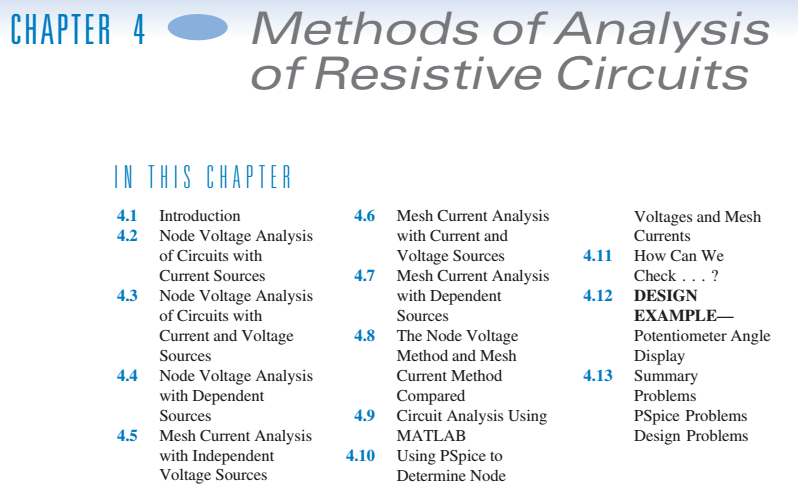 CHAPTER 4
Methods of Analysis
of Resistive Circuits
IN THIS CHAPTER
4.1 Introduction
4.2 Node Voltage Analysis
of Circuits with
Current Sources
4.3 Node Voltage Analysis
of Circuits with
Current and Voltage
Sources
4.4 Node Voltage Analysis
with Dependent
Sources
4.5 Mesh Current Analysis
with Independent
Voltage Sources
4.6 Mesh Current Analysis
with Current and
Voltage Sources
4.7 Mesh Current Analysis
with Dependent
Sources
4.8 The Node Voltage
Method and Mesh
Current Method
Compared
4.9 Circuit Analysis Using
MATLAB
4.10 Using PSpice to
Determine Node
Voltages and Mesh
Currents
4.11 How Can We
Check . . . ?
4.12 DESIGN
EXAMPLE—
Potentiometer Angle
Display
4.13 Summary
Problems
PSpice Problems
Design Problems